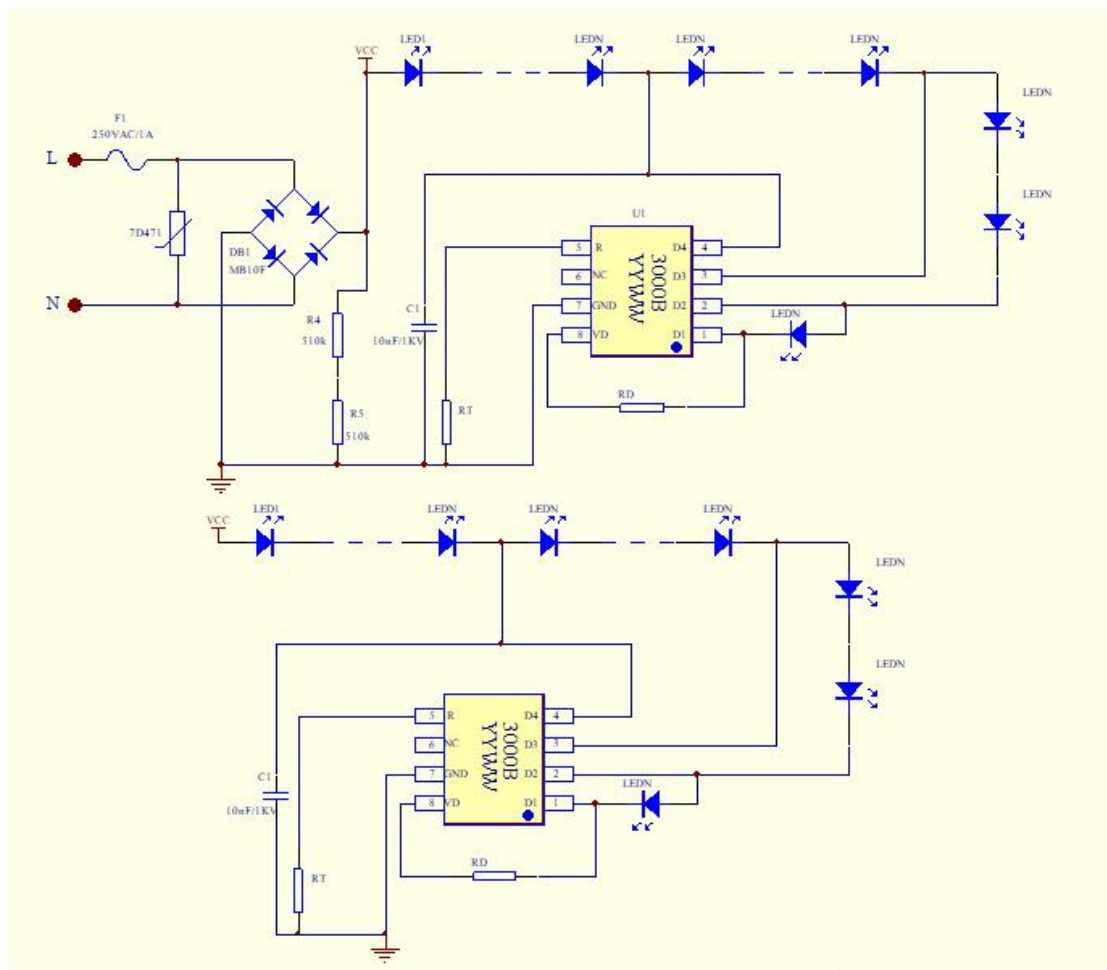 LED1
LEDN
LEDN
LEDN
VCC
LEDN
F1
250VAC/1A
L
LEDN
U1
7D471
DB1
MB10F
5 R D4 4
6 NC D3 3
7 GND D2 2
8 VD D1 1
3000B
YYWW
N
R4
510k
C1
10nF/1KV
LEDN
RD
RT
R5
510k
LED1
LEDN
LEDN
LEDN
VCC
LEDN
LEDN
5 R D4 4
6 NC D3 3
7 GND D2 2
8 VD D1 1
3000B
YYWW
C1
10nF/1KV
LEDN
RD
RT